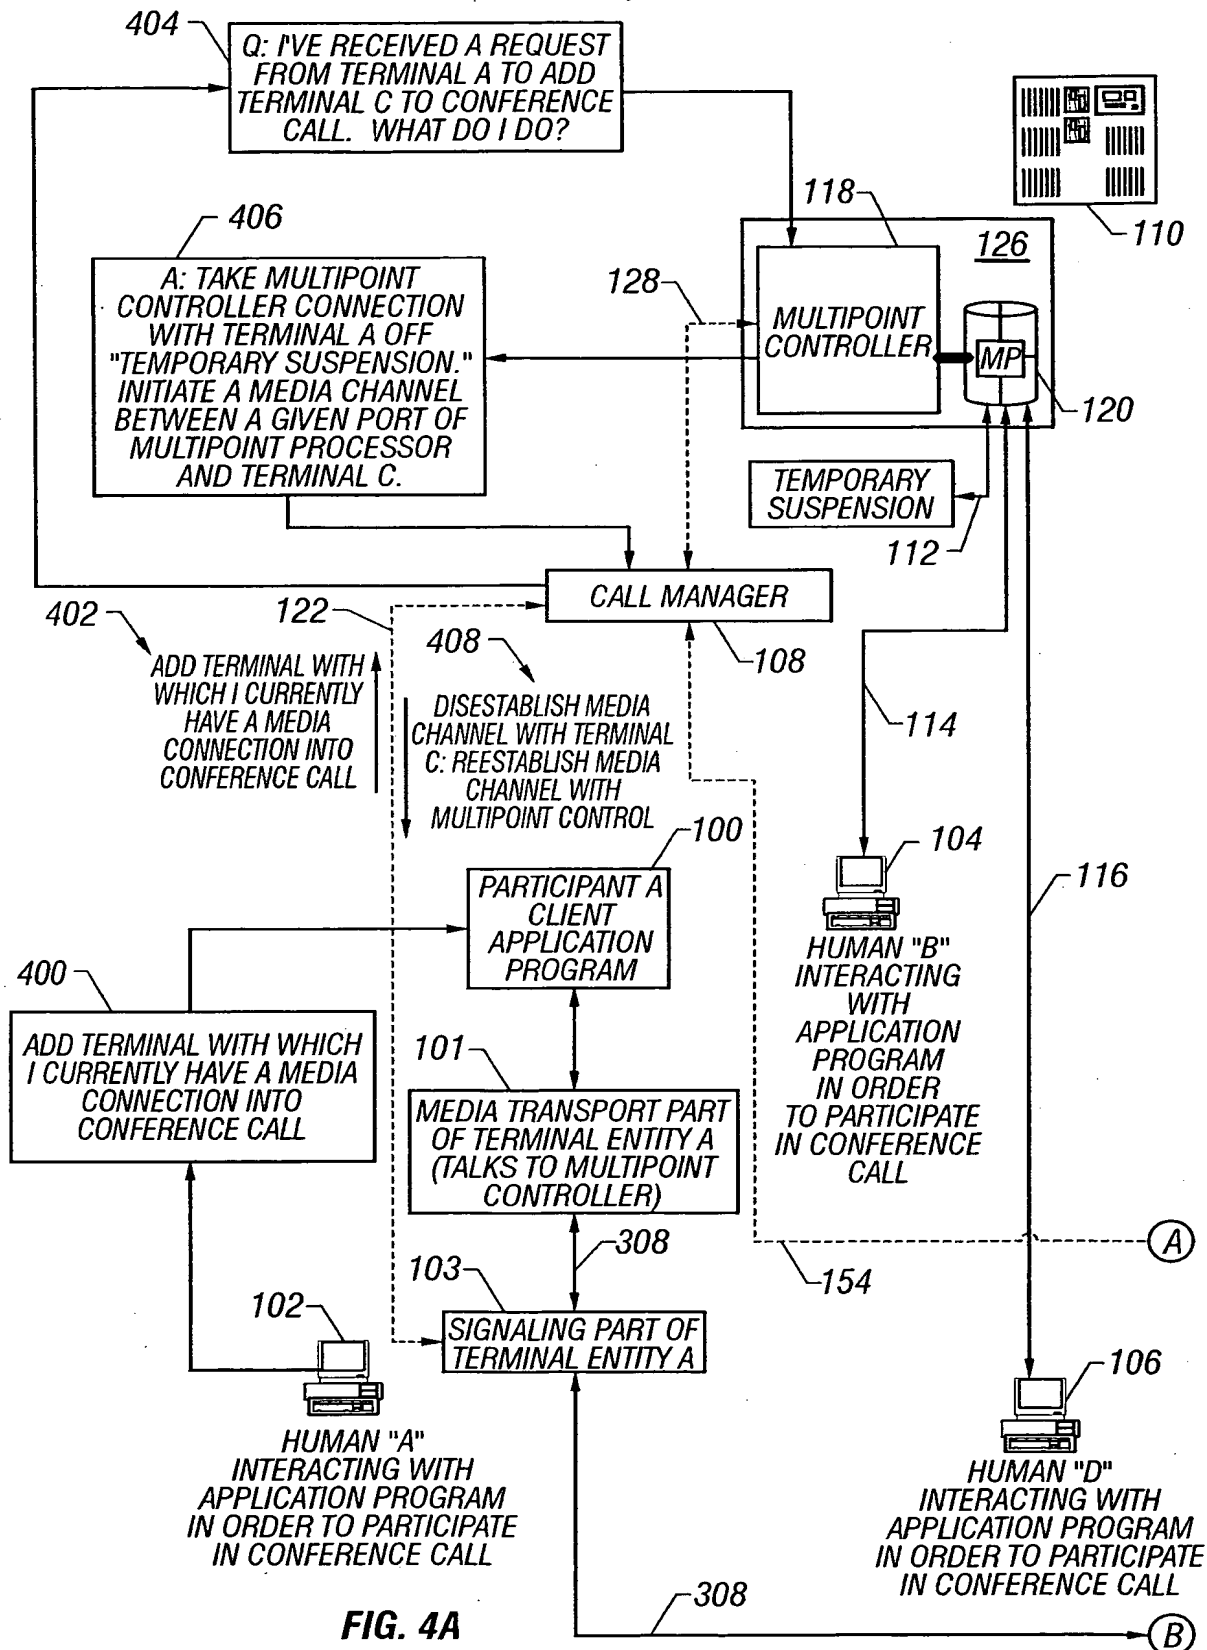 404
Q: I'VE RECEIVED A REQUEST
FROM TERMINAL A TO ADD
TERMINAL C TO CONFERENCE
CALL. WHAT DO I DO?
110
406
A: TAKE MULTIPOINT
CONTROLLER CONNECTION
WITH TERMINAL A OFF
"TEMPORARY SUSPENSION."
INITIATE A MEDIA CHANNEL
BETWEEN A GIVEN PORT OF
MULTIPOINT PROCESSOR
AND TERMINAL C.
118
126
128
MULTIPOINT
CONTROLLER
MP
120
TEMPORARY
SUSPENSION
112
CALL MANAGER
108
122
402
ADD TERMINAL WITH
WHICH I CURRENTLY
HAVE A MEDIA
CONNECTION INTO
CONFERENCE CALL
408
DISESTABLISH MEDIA
CHANNEL WITH TERMINAL
C: REESTABLISH MEDIA
CHANNEL WITH
MULTIPOINT CONTROL
114
100
PARTICIPANT A
CLIENT
APPLICATION
PROGRAM
104
HUMAN "B"
INTERACTING
WITH
APPLICATION
PROGRAM
IN ORDER
TO PARTICIPATE
IN CONFERENCE
CALL
116
400
ADD TERMINAL WITH WHICH
I CURRENTLY HAVE A MEDIA
CONNECTION INTO
CONFERENCE CALL
101
MEDIA TRANSPORT PART
OF TERMINAL ENTITY A
(TALKS TO MULTIPOINT
CONTROLLER)
308
A
154
103
SIGNALING PART OF
TERMINAL ENTITY A
102
HUMAN "A"
INTERACTING WITH
APPLICATION PROGRAM
IN ORDER TO PARTICIPATE
IN CONFERENCE CALL
106
HUMAN "D"
INTERACTING WITH
APPLICATION PROGRAM
IN ORDER TO PARTICIPATE
IN CONFERENCE CALL
308
B
FIG. 4A